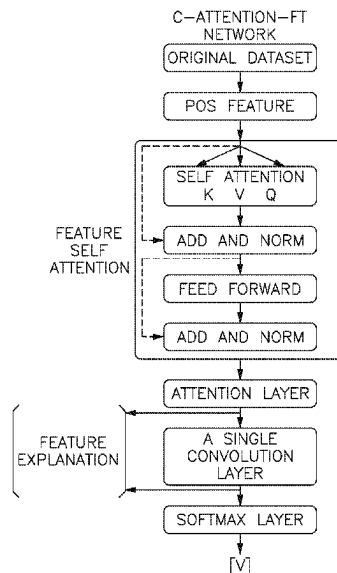 C-ATTENTION-FT
NETWORK
ORIGINAL DATASET
POS FEATURE
SELF ATTENTION
K V Q
ADD AND NORM
FEATURE
SELF
ATTENTION
FEED FORWARD
ADD AND NORM
ATTENTION LAYER
FEATURE
EXPLANATION
A SINGLE
CONVOLUTION
LAYER
SOFTMAX LAYER
[V]